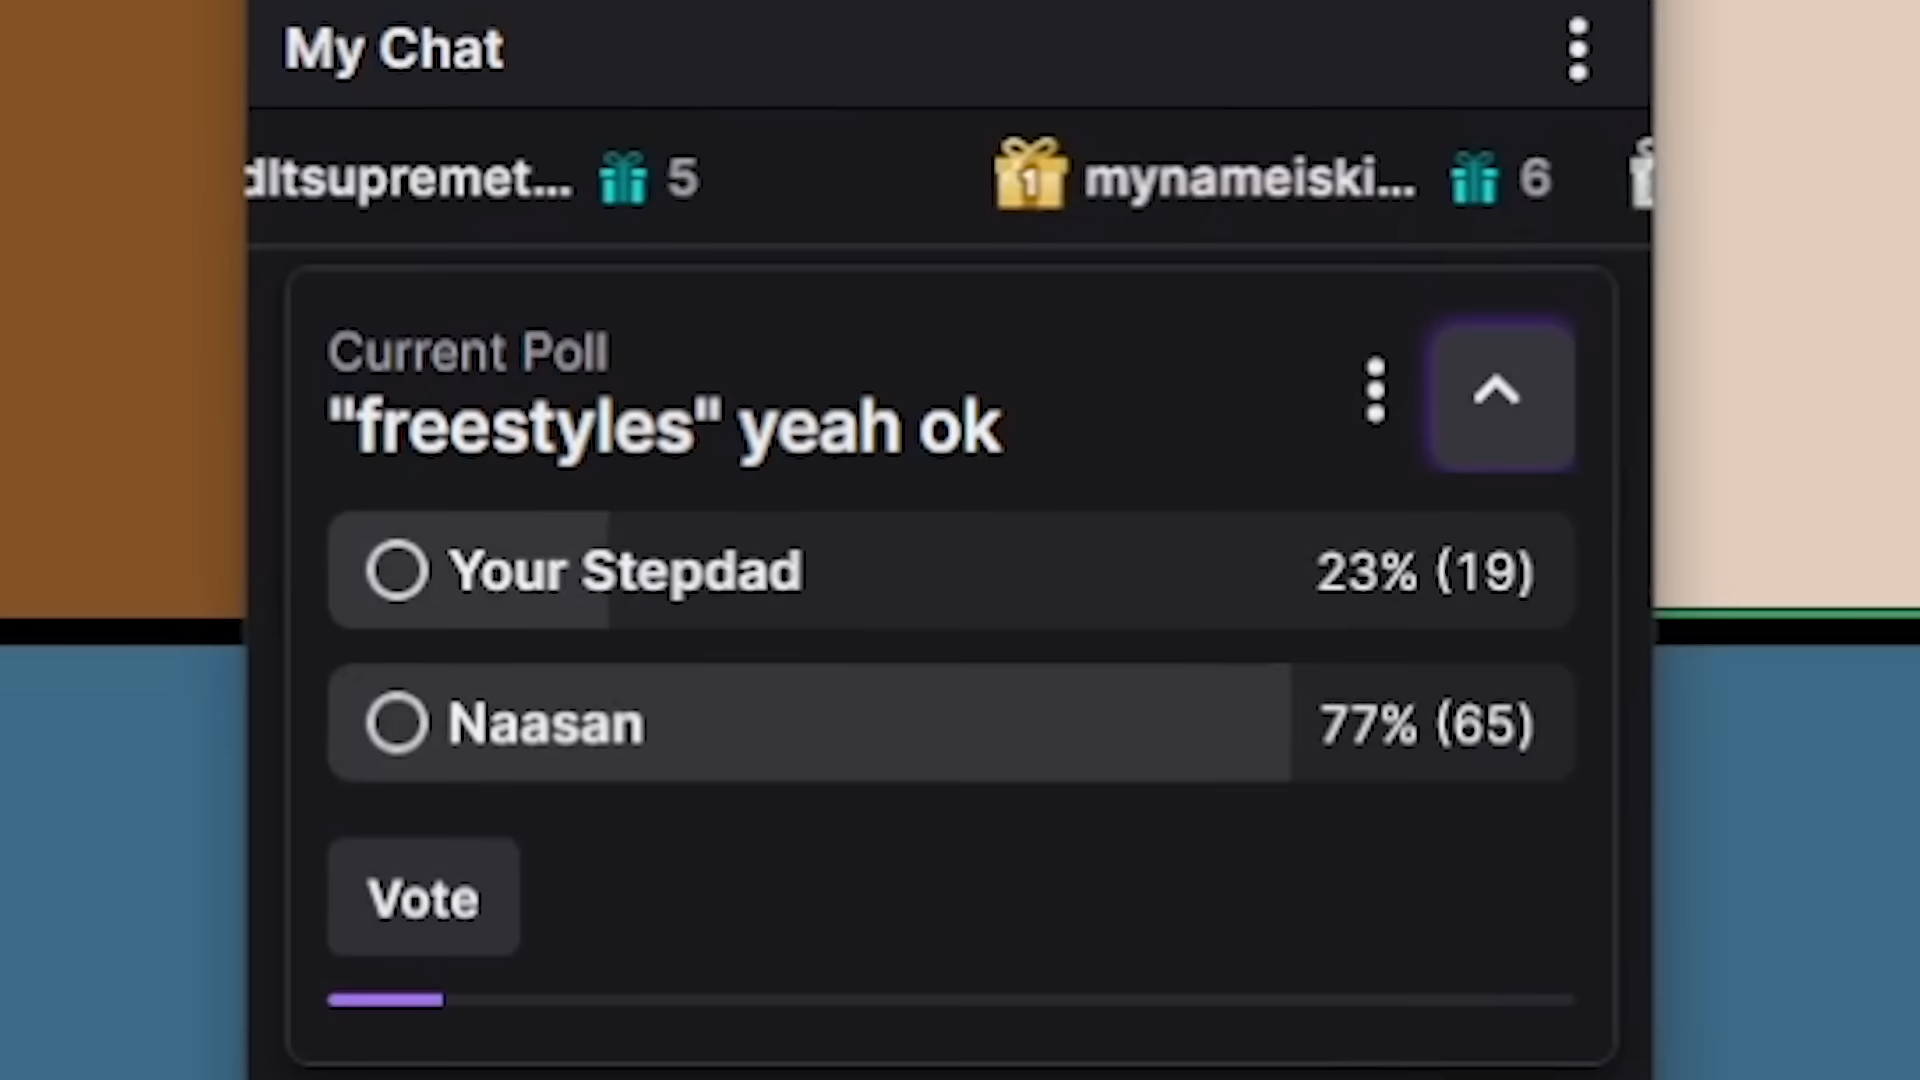 My Chat
dltsupremet... 5
1 mynameiski... 6
Current Poll
"freestyles" yeah ok
Your Stepdad 23% (19)
Naasan 77% (65)
Vote